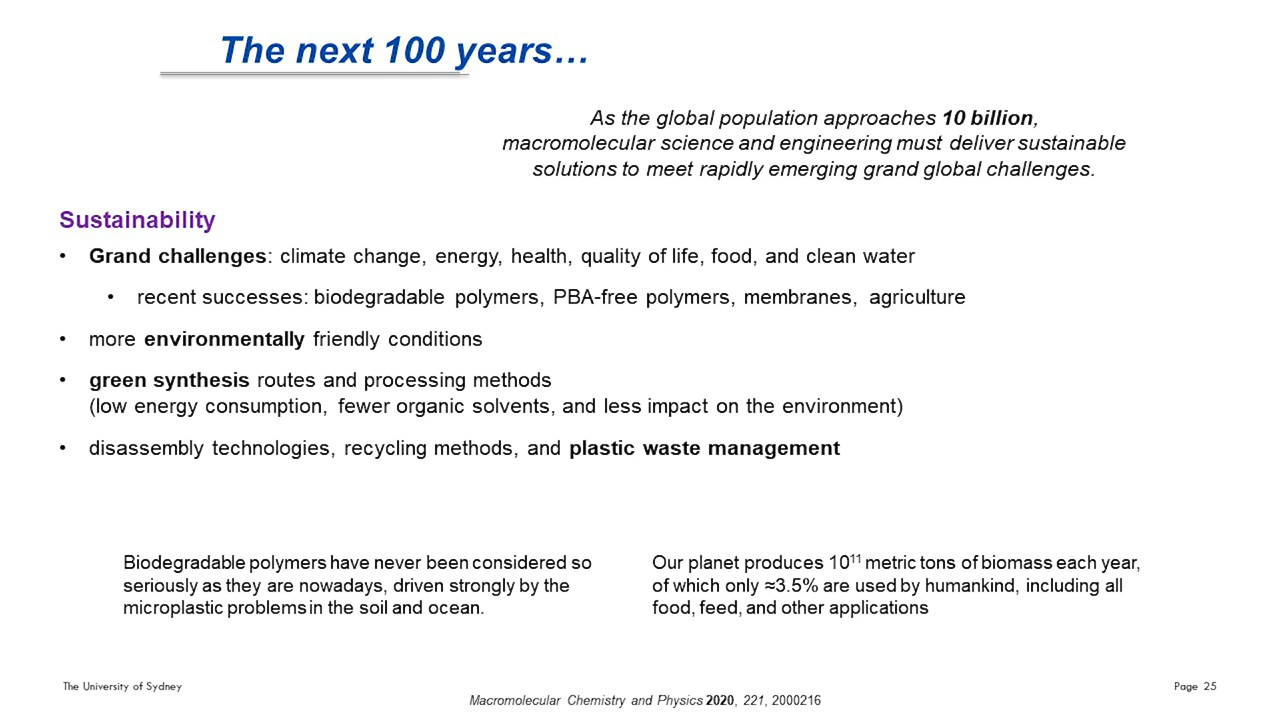 The next 100 years…
As the global population approaches 10 billion,
macromolecular science and engineering must deliver sustainable
solutions to meet rapidly emerging grand global challenges.
Sustainability
• Grand challenges: climate change, energy, health, quality of life, food, and clean water
• recent successes: biodegradable polymers, PBA-free polymers, membranes, agriculture
• more environmentally friendly conditions
• green synthesis routes and processing methods
(low energy consumption, fewer organic solvents, and less impact on the environment)
• disassembly technologies, recycling methods, and plastic waste management
Biodegradable polymers have never been considered so
seriously as they are nowadays, driven strongly by the
microplastic problems in the soil and ocean.
Our planet produces 10¹¹ metric tons of biomass each year,
of which only ≈3.5% are used by humankind, including all
food, feed, and other applications
The University of Sydney
Page 25
Macromolecular Chemistry and Physics 2020, 221, 2000216